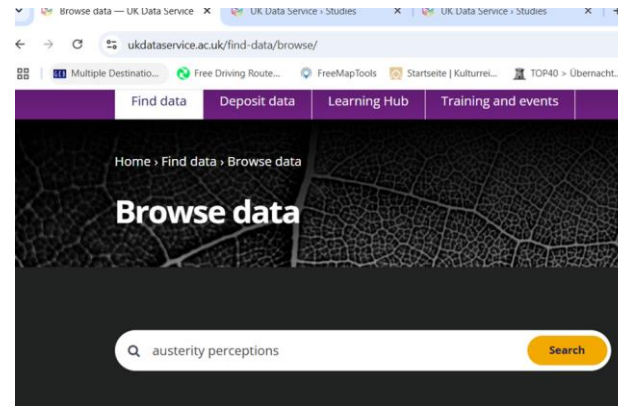 Browse data — UK Data Service
UK Data Service › Studies
UK Data Service › Studies
ukdataservice.ac.uk/find-data/browse/
Multiple Destinatio...
Free Driving Route...
FreeMapTools
Startseite | Kulturrei...
TOP40 > Übernacht...
Find data
Deposit data
Learning Hub
Training and events
Home › Find data › Browse data
Browse data
austerity perceptions
Search